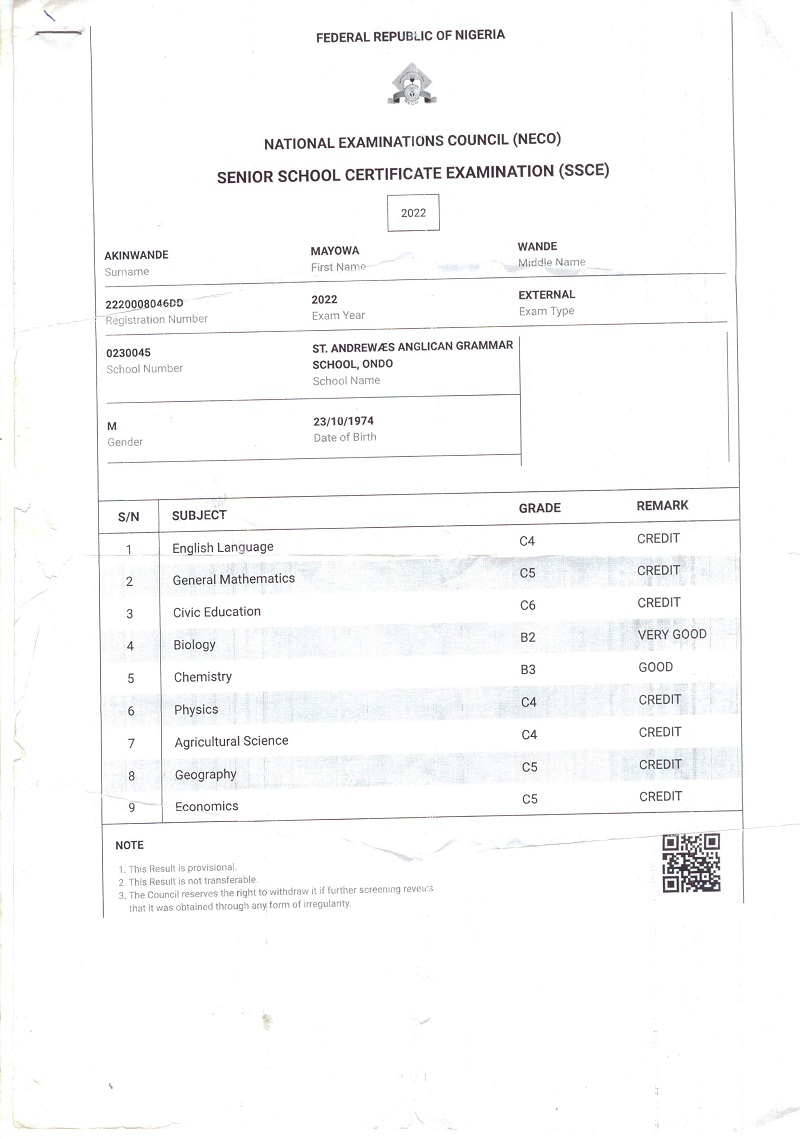 FEDERAL REPUBLIC OF NIGERIA
NECO
NATIONAL EXAMINATIONS COUNCIL (NECO)
SENIOR SCHOOL CERTIFICATE EXAMINATION (SSCE)
2022
AKINWANDE MAYOWA WANDE
Surname First Name Middle Name
2220008046DD 2022 EXTERNAL
Registration Number Exam Year Exam Type
0230045 ST. ANDREWÆS ANGLICAN GRAMMAR
SCHOOL, ONDO
School Number School Name
M 23/10/1974
Gender Date of Birth
S/N SUBJECT GRADE REMARK
1 English Language C4 CREDIT
2 General Mathematics C5 CREDIT
3 Civic Education C6 CREDIT
4 Biology B2 VERY GOOD
5 Chemistry B3 GOOD
6 Physics C4 CREDIT
7 Agricultural Science C4 CREDIT
8 Geography C5 CREDIT
9 Economics C5 CREDIT
NOTE
1. This Result is provisional.
2. This Result is not transferable.
3. The Council reserves the right to withdraw it if further screening reveals
that it was obtained through any form of irregularity.